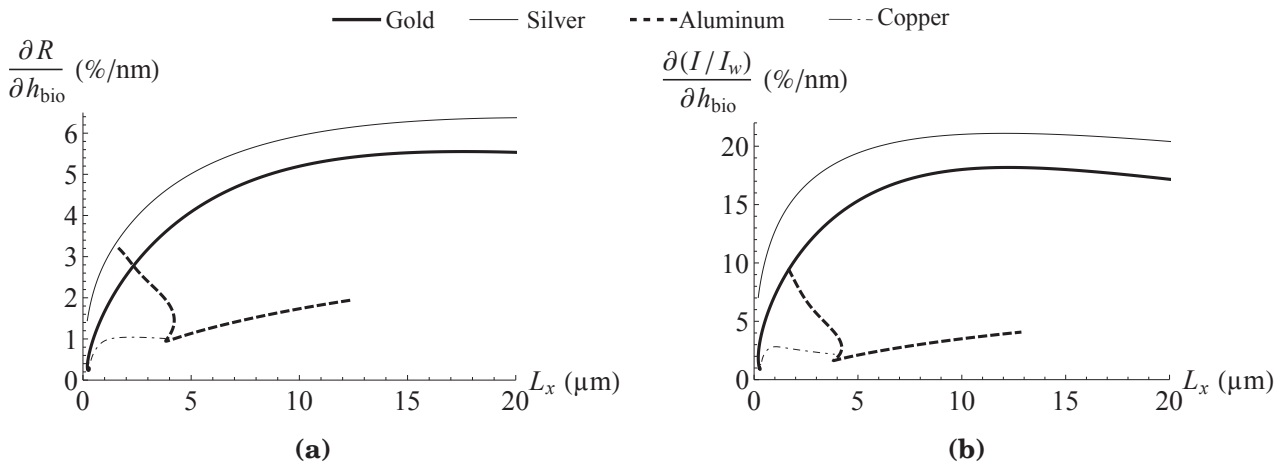 Gold Silver Aluminum Copper
∂R/∂h_bio (%/nm)
6
5
4
3
2
1
0
0 5 10 15 20
L_x (μm)
(a)
∂(I/I_w)/∂h_bio (%/nm)
20
15
10
5
0
0 5 10 15 20
L_x (μm)
(b)